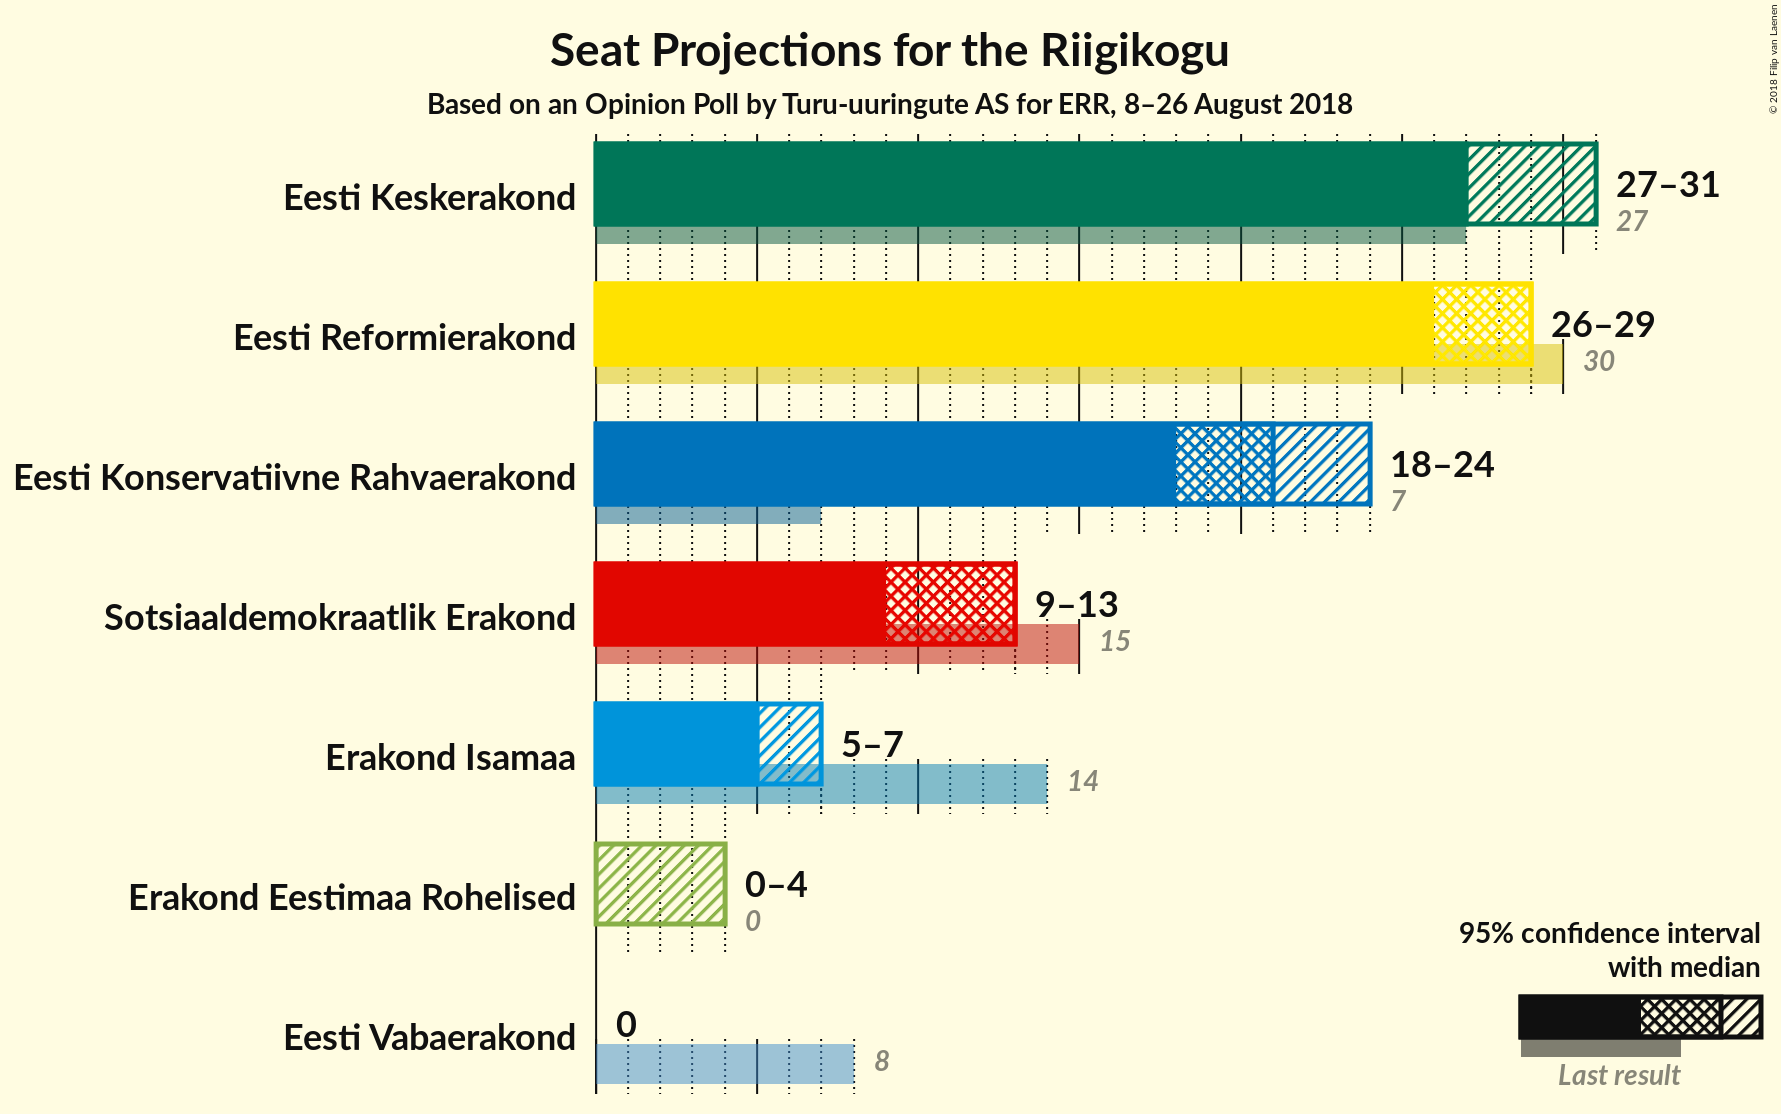 Seat Projections for the Riigikogu
Based on an Opinion Poll by Turu-uuringute AS for ERR, 8–26 August 2018
© 2018 Filip van Laenen
Eesti Keskerakond
27–31
27
Eesti Reformierakond
26–29
30
Eesti Konservatiivne Rahvaerakond
18–24
7
Sotsiaaldemokraatlik Erakond
9–13
15
Erakond Isamaa
5–7
14
Erakond Eestimaa Rohelised
0–4
0
Eesti Vabaerakond
0
8
95% confidence interval
with median
Last result